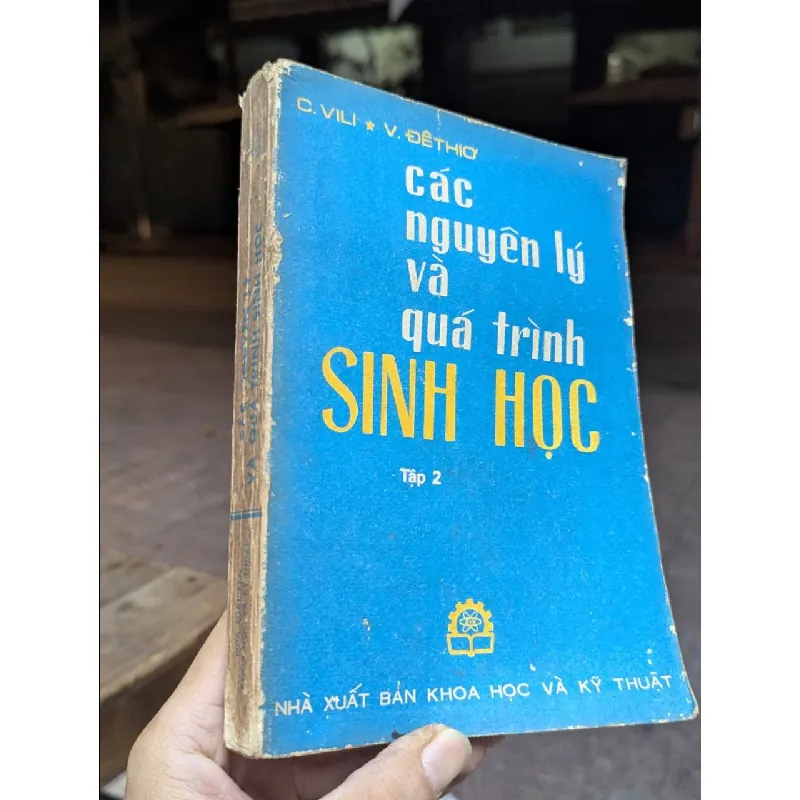 C. VILI ★ V. ĐÊTHIƠ
các
nguyên lý
và
quá trình
SINH HỌC
Tập 2
NHÀ XUẤT BẢN KHOA HỌC VÀ KỸ THUẬT